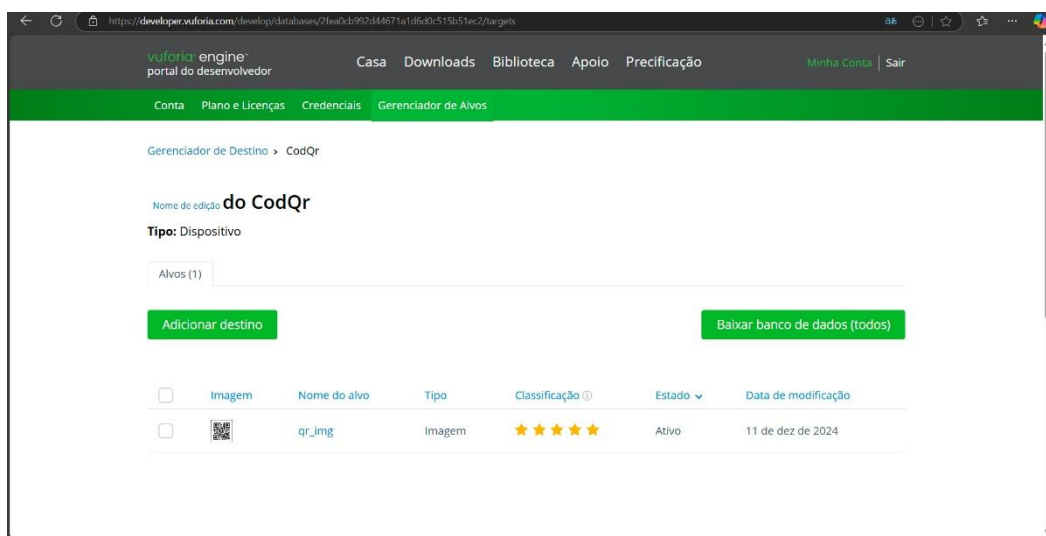 https://developer.vuforia.com/develop/databases/2fea0cb992d44671a1d6d0c515b51ec2/targets
vuforia engine™
portal do desenvolvedor
Casa Downloads Biblioteca Apoio Precificação
Minha Conta | Sair
Conta Plano e Licenças Credenciais Gerenciador de Alvos
Gerenciador de Destino > CodQr
Nome de edição do CodQr
Tipo: Dispositivo
Alvos (1)
Adicionar destino
Baixar banco de dados (todos)
Imagem Nome do alvo Tipo Classificação Estado Data de modificação
qr_img Imagem Ativo 11 de dez de 2024